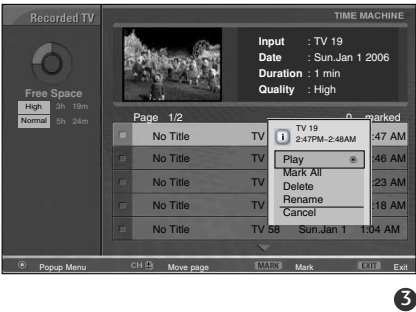 Recorded TV
TIME MACHINE
Input : TV 19
Date : Sun.Jan 1 2006
Duration : 1 min
Quality : High
Free Space
High 3h 19m
Normal 5h 24m
Page 1/2 0 marked
TV 19
2:47PM~2:48AM
Play
Mark All
Delete
Rename
Cancel
No Title TV :47 AM
No Title TV :46 AM
No Title TV :23 AM
No Title TV :18 AM
No Title TV 58 Sun.Jan 1 1:04 AM
Popup Menu CH Move page MARK Mark EXIT Exit
3